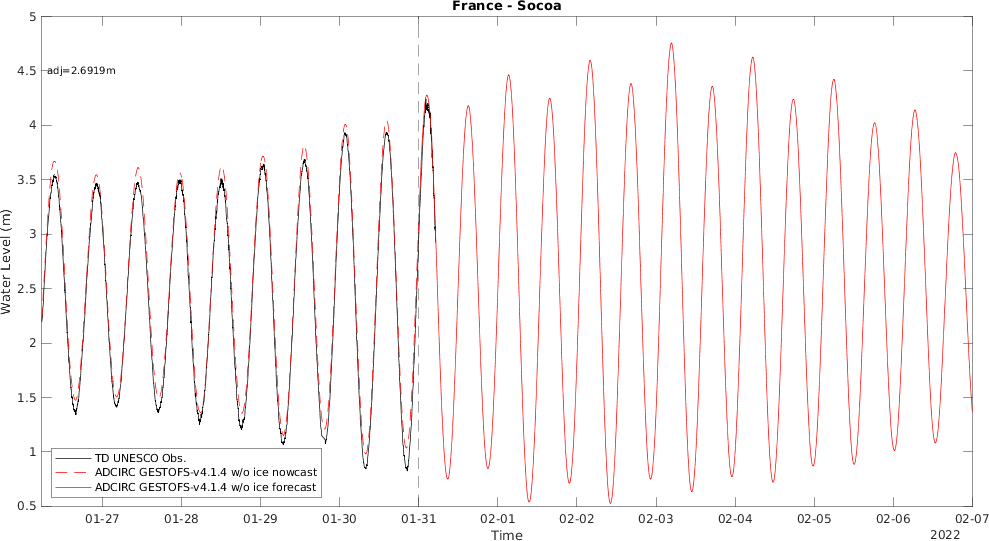 France - Socoa
5
4.5
4
3.5
3
2.5
2
1.5
1
0.5
Water Level (m)
adj=2.6919m
TD UNESCO Obs.
ADCIRC GESTOFS-v4.1.4 w/o ice nowcast
ADCIRC GESTOFS-v4.1.4 w/o ice forecast
01-27 01-28 01-29 01-30 01-31 02-01 02-02 02-03 02-04 02-05 02-06 02-07
Time
2022